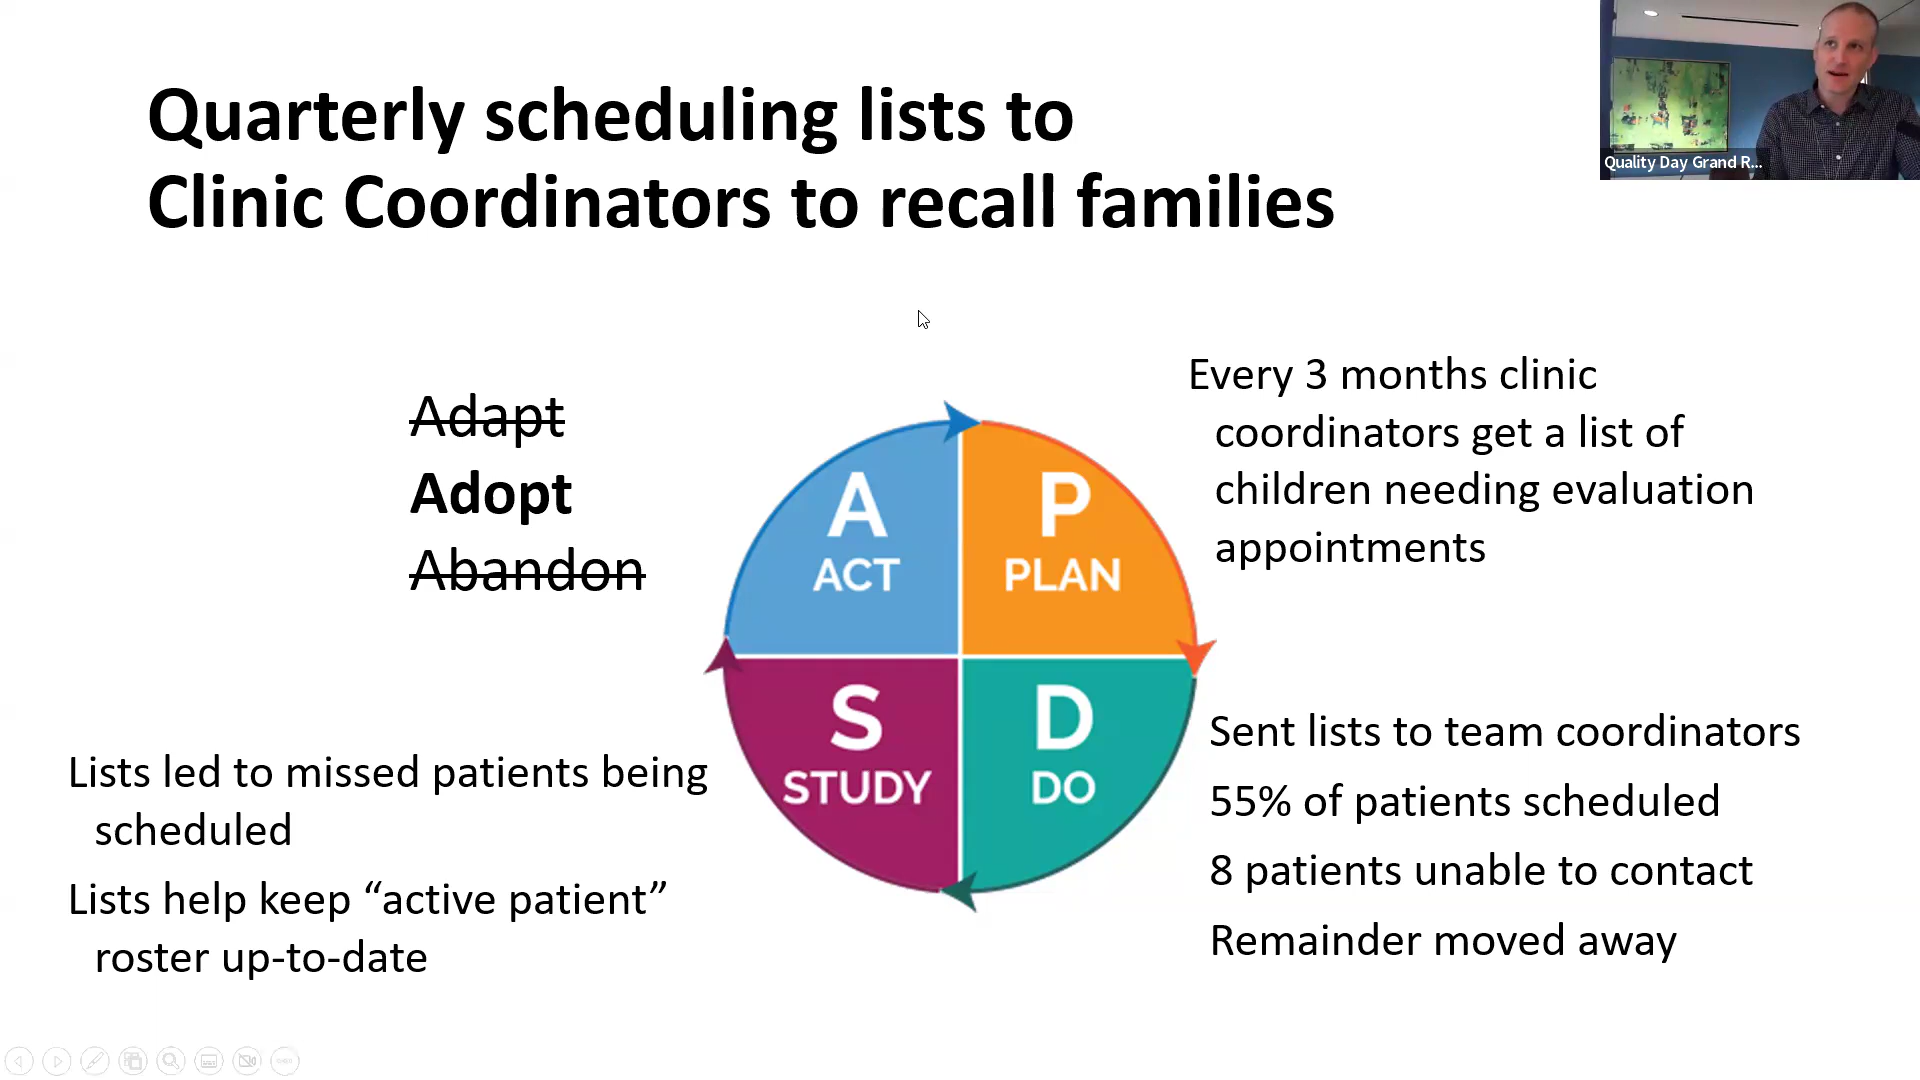 Quarterly scheduling lists to
Clinic Coordinators to recall families
Quality Day Grand R...
Adapt
Adopt
Abandon
Every 3 months clinic
coordinators get a list of
children needing evaluation
appointments
A
ACT
P
PLAN
S
STUDY
D
DO
Lists led to missed patients being
scheduled
Lists help keep “active patient”
roster up-to-date
Sent lists to team coordinators
55% of patients scheduled
8 patients unable to contact
Remainder moved away